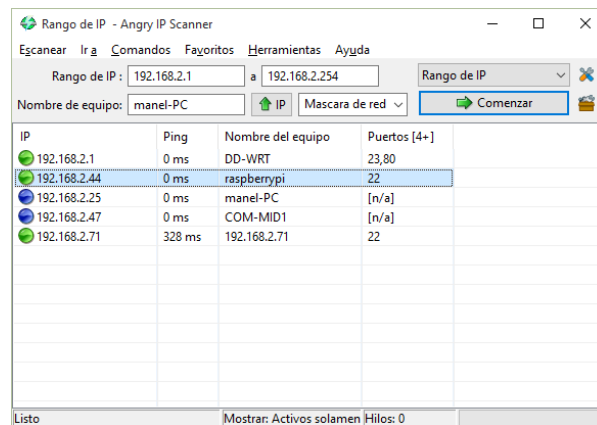 Rango de IP - Angry IP Scanner
Escanear Ir a Comandos Favoritos Herramientas Ayuda
Rango de IP : 192.168.2.1 a 192.168.2.254 Rango de IP
Nombre de equipo: manel-PC IP Mascara de red Comenzar
IP Ping Nombre del equipo Puertos [4+]
192.168.2.1 0 ms DD-WRT 23,80
192.168.2.44 0 ms raspberrypi 22
192.168.2.25 0 ms manel-PC [n/a]
192.168.2.47 0 ms COM-MID1 [n/a]
192.168.2.71 328 ms 192.168.2.71 22
Listo Mostrar: Activos solamen Hilos: 0